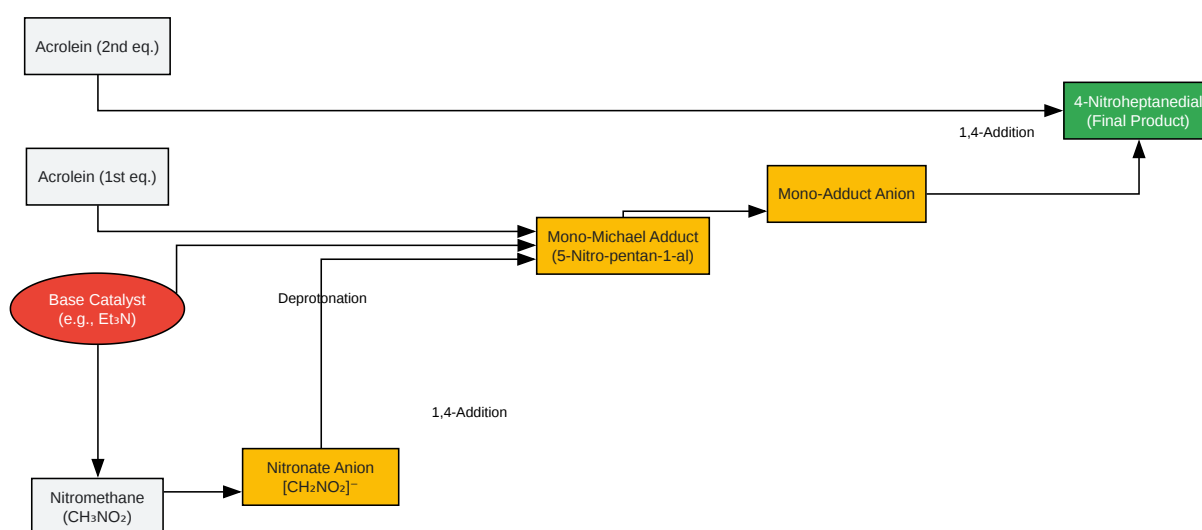 Acrolein (2nd eq.)
4-Nitroheptanedial
(Final Product)
1,4-Addition
Acrolein (1st eq.)
Mono-Adduct Anion
Mono-Michael Adduct
(5-Nitro-pentan-1-al)
Base Catalyst
(e.g., Et₃N)
Deprotonation
1,4-Addition
Nitronate Anion
[CH₂NO₂]⁻
Nitromethane
(CH₃NO₂)